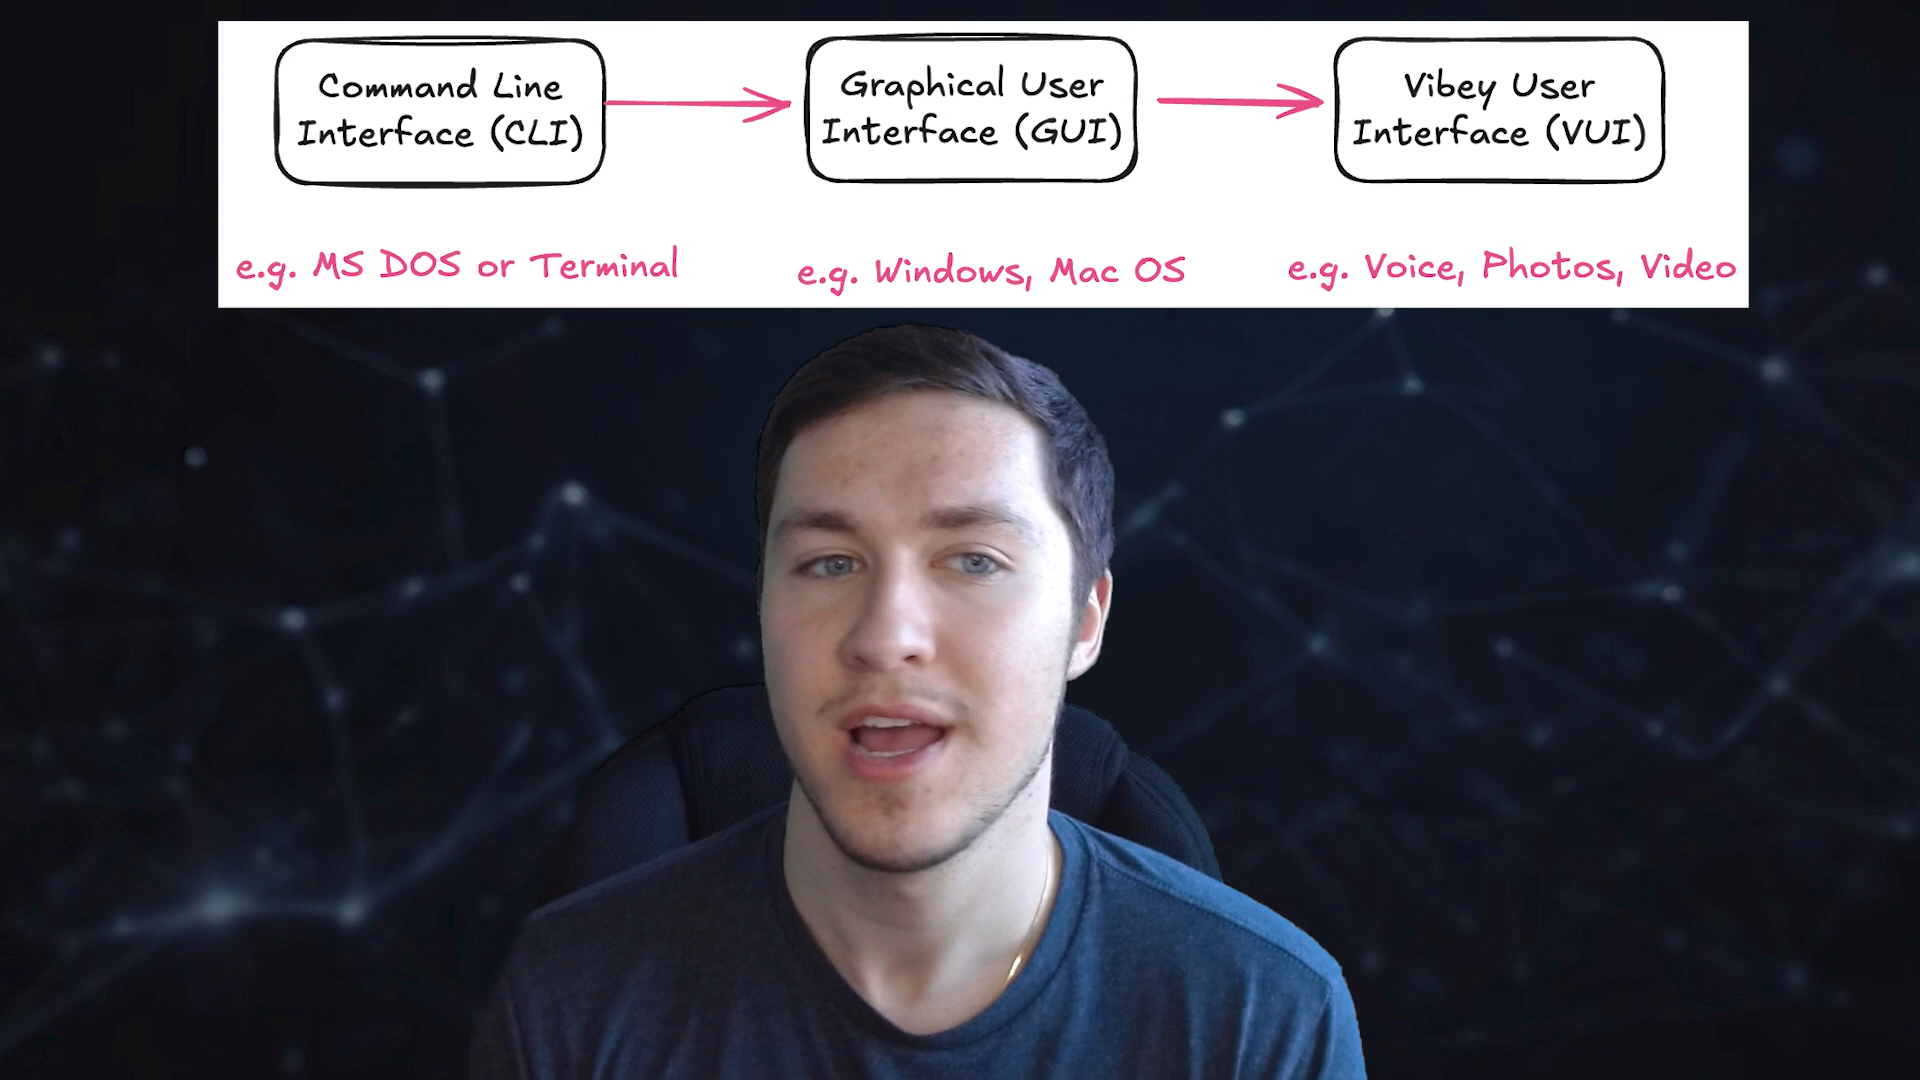 Command Line
Interface (CLI)
Graphical User
Interface (GUI)
Vibey User
Interface (VUI)
e.g. MS DOS or Terminal
e.g. Windows, Mac OS
e.g. Voice, Photos, Video